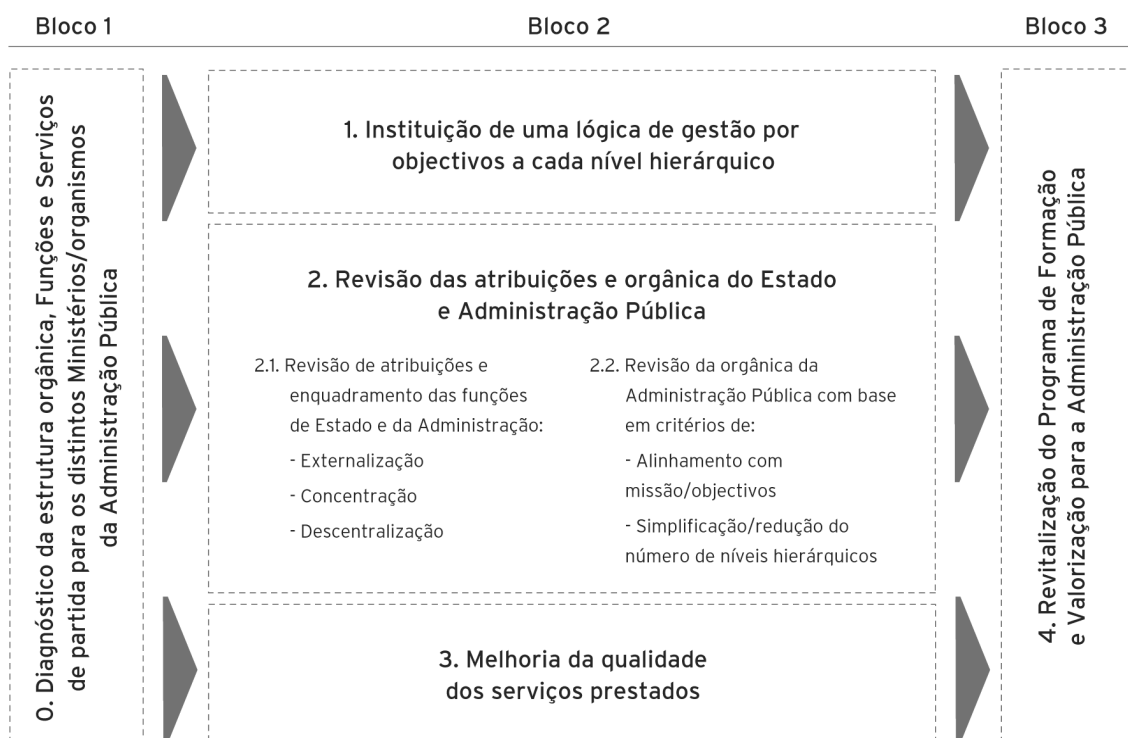 Bloco 1
Bloco 2
Bloco 3
0. Diagnóstico da estrutura orgânica, Funções e Serviços
de partida para os distintos Ministérios/organismos
da Administração Pública
1. Instituição de uma lógica de gestão por
objectivos a cada nível hierárquico
2. Revisão das atribuições e orgânica do Estado
e Administração Pública
2.1. Revisão de atribuições e
enquadramento das funções
de Estado e da Administração:
- Externalização
- Concentração
- Descentralização
2.2. Revisão da orgânica da
Administração Pública com base
em critérios de:
- Alinhamento com
missão/objectivos
- Simplificação/redução do
número de níveis hierárquicos
3. Melhoria da qualidade
dos serviços prestados
4. Revitalização do Programa de Formação
e Valorização para a Administração Pública